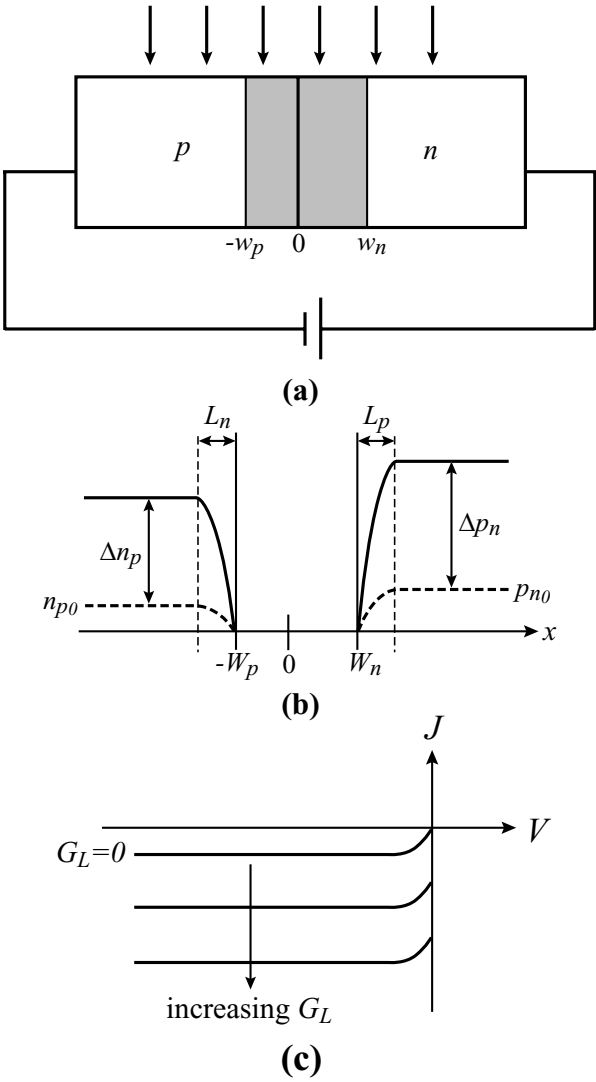 p n
-wp 0 wn
(a)
Ln Lp
Δnp Δpn
np0 pn0
x
-Wp 0 Wn
(b)
J
V
GL=0
increasing GL
(c)